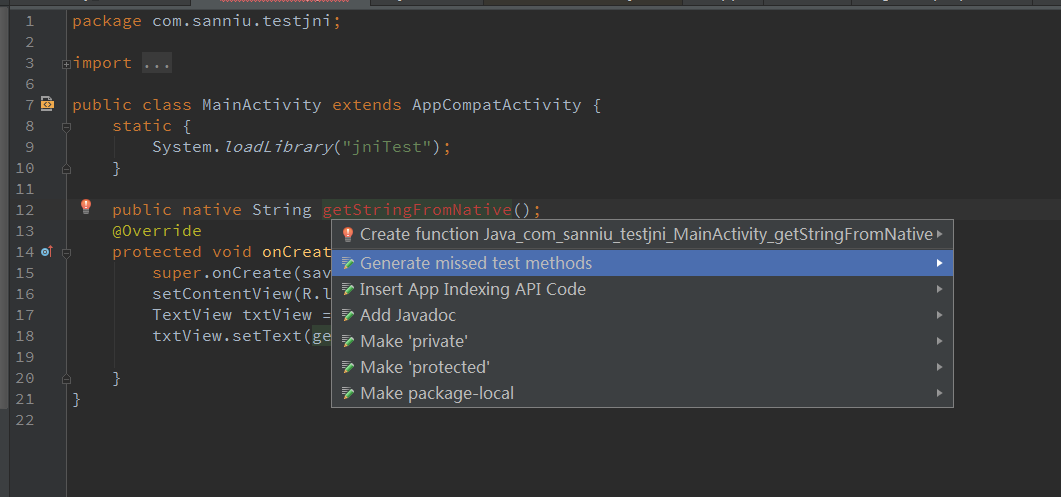 1 package com.sanniu.testjni;
2
3 import ...
6
7 public class MainActivity extends AppCompatActivity {
8 static {
9 System.loadLibrary("jniTest");
10 }
11
12 public native String getStringFromNative();
13 @Override
14 protected void onCreat
15 super.onCreate(sav
16 setContentView(R.l
17 TextView txtView =
18 txtView.setText(ge
19
20 }
21 }
22
Create function Java_com_sanniu_testjni_MainActivity_getStringFromNative
Generate missed test methods
Insert App Indexing API Code
Add Javadoc
Make 'private'
Make 'protected'
Make package-local